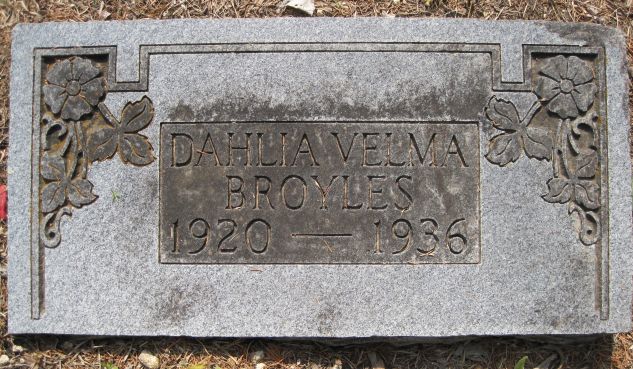 DAHLIA VELMA
BROYLES
1920 — 1936